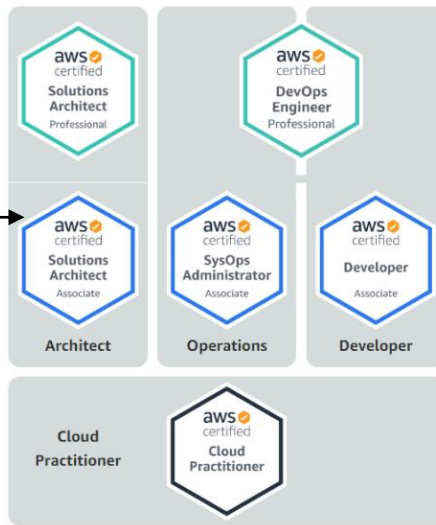 aws
certified
Solutions
Architect
Professional
aws
certified
DevOps
Engineer
Professional
aws
certified
Solutions
Architect
Associate
aws
certified
SysOps
Administrator
Associate
aws
certified
Developer
Associate
Architect
Operations
Developer
Cloud
Practitioner
aws
certified
Cloud
Practitioner